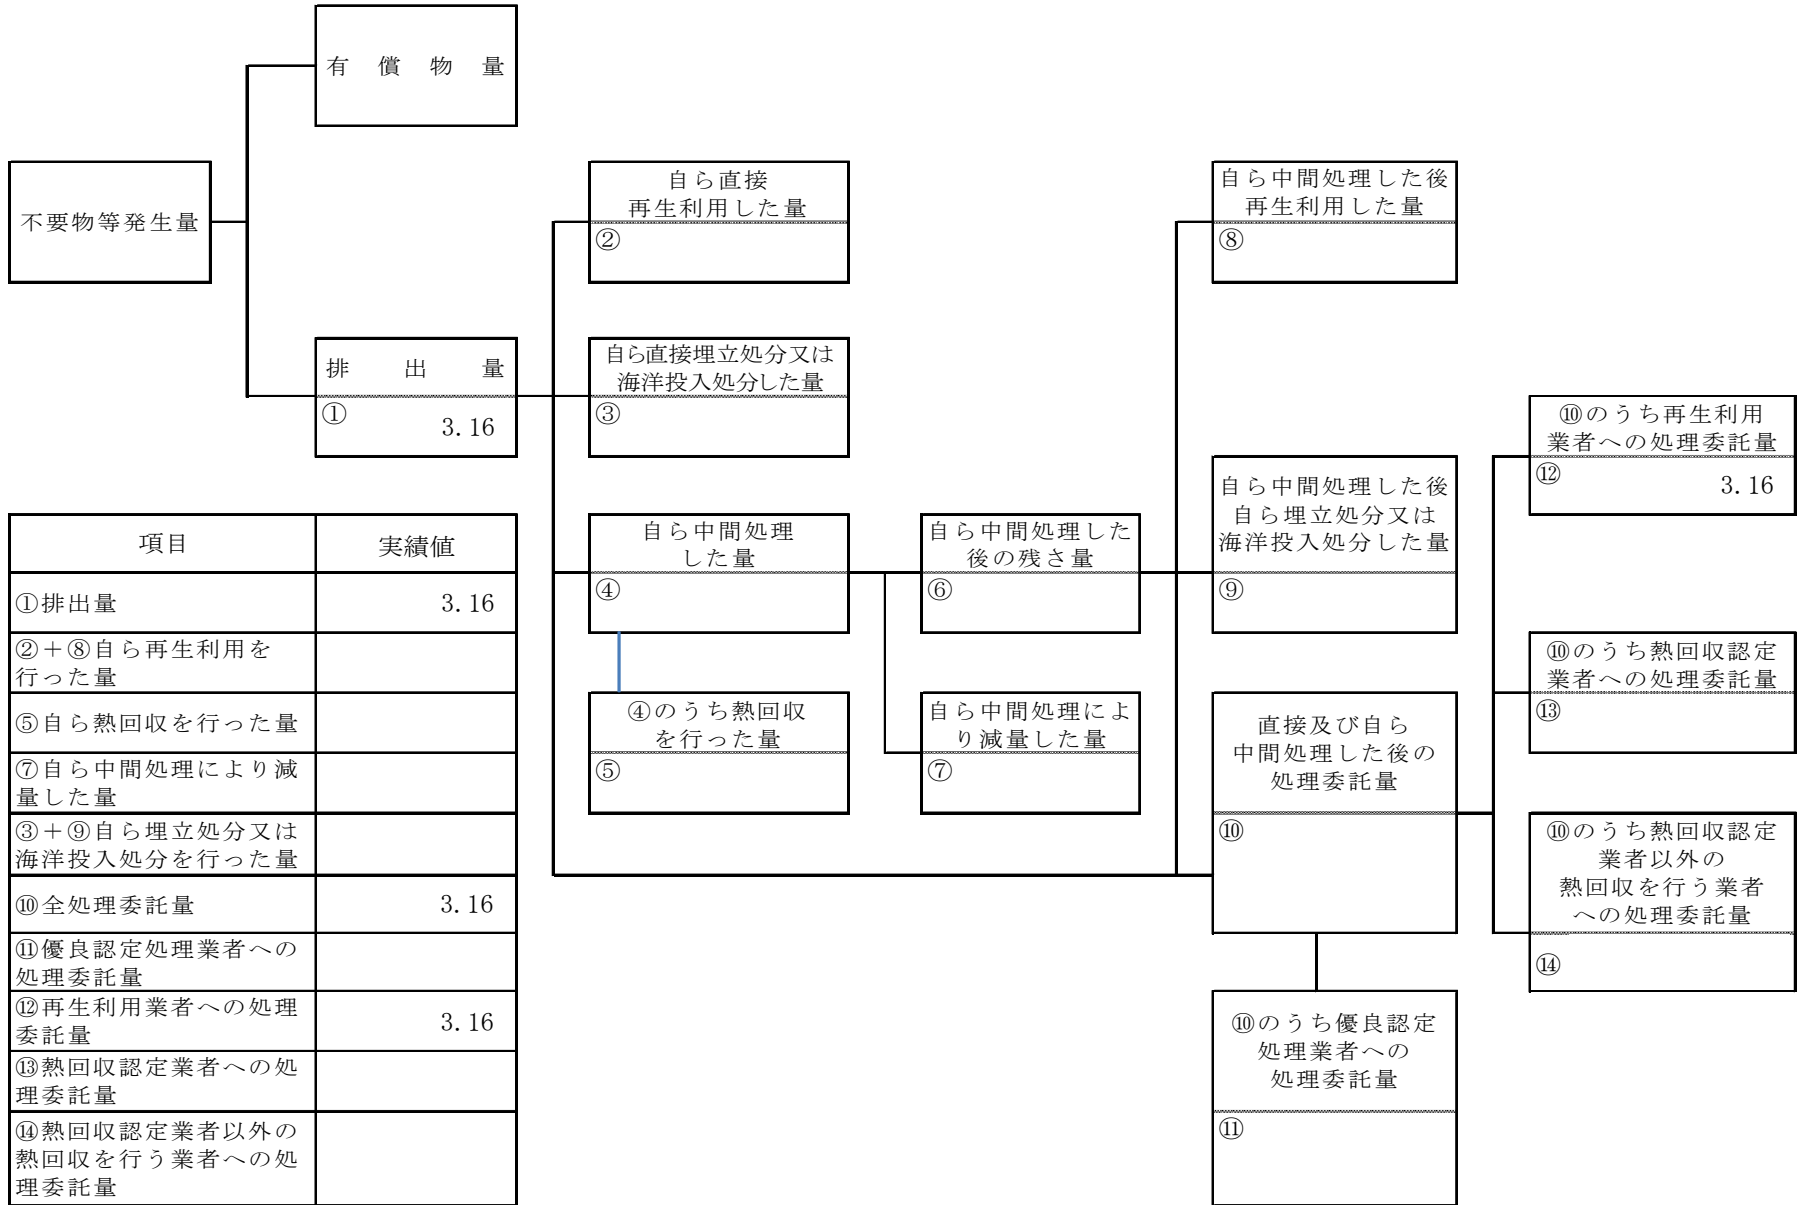 有償物量
不要物等発生量
排出量
①
3.16
自ら直接
再生利用した量
②
自ら直接埋立処分又は
海洋投入処分した量
③
自ら中間処理
した量
④
④のうち熱回収
を行った量
⑤
自ら中間処理した
後の残さ量
⑥
自ら中間処理によ
り減量した量
⑦
自ら中間処理した後
再生利用した量
⑧
自ら中間処理した後
自ら埋立処分又は
海洋投入処分した量
⑨
直接及び自ら
中間処理した後の
処理委託量
⑩
⑩のうち優良認定
処理業者への
処理委託量
⑪
⑩のうち再生利用
業者への処理委託量
⑫
3.16
⑩のうち熱回収認定
業者への処理委託量
⑬
⑩のうち熱回収認定
業者以外の
熱回収を行う業者
への処理委託量
⑭
項目 実績値
①排出量 3.16
②+⑧自ら再生利用を
行った量
⑤自ら熱回収を行った量
⑦自ら中間処理により減
量した量
③+⑨自ら埋立処分又は
海洋投入処分を行った量
⑩全処理委託量 3.16
⑪優良認定処理業者への
処理委託量
⑫再生利用業者への処理
委託量 3.16
⑬熱回収認定業者への処
理委託量
⑭熱回収認定業者以外の
熱回収を行う業者への処
理委託量